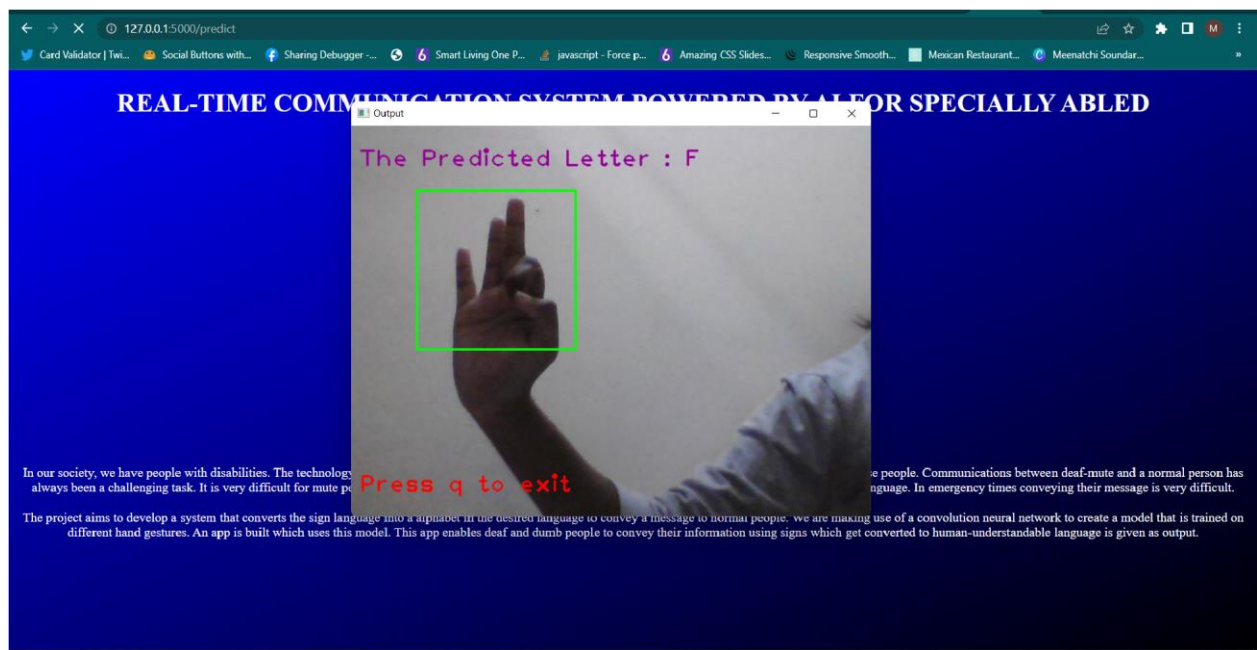 127.0.0.1:5000/predict
M
Card Validator | Twi...
Social Buttons with...
Sharing Debugger -...
Smart Living One P...
javascript - Force p...
Amazing CSS Slides...
Responsive Smooth...
Mexican Restaurant...
Meenatchi Soundar...
»
REAL-TIME COMMUNICATION SYSTEM POWERED BY AI FOR SPECIALLY ABLED
Output
The Predicted Letter : F
Press q to exit
In our society, we have people with disabilities. The technology
e people. Communications between deaf-mute and a normal person has
always been a challenging task. It is very difficult for mute
In emergency times conveying their message is very difficult.
The project aims to develop a system that converts the sign language into a alphabet in the desired language to convey a message to normal people. We are making use of a convolution neural network to create a model that is trained on
different hand gestures. An app is built which uses this model. This app enables deaf and dumb people to convey their information using signs which get converted to human-understandable language is given as output.